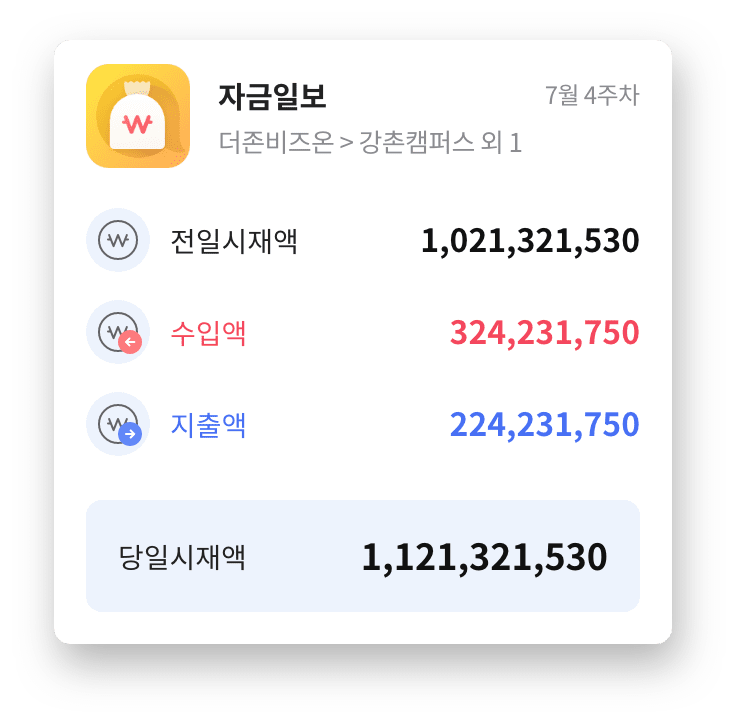 자금일보
7월 4주차
더존비즈온 > 강촌캠퍼스 외 1
전일시재액 1,021,321,530
수입액 324,231,750
지출액 224,231,750
당일시재액 1,121,321,530